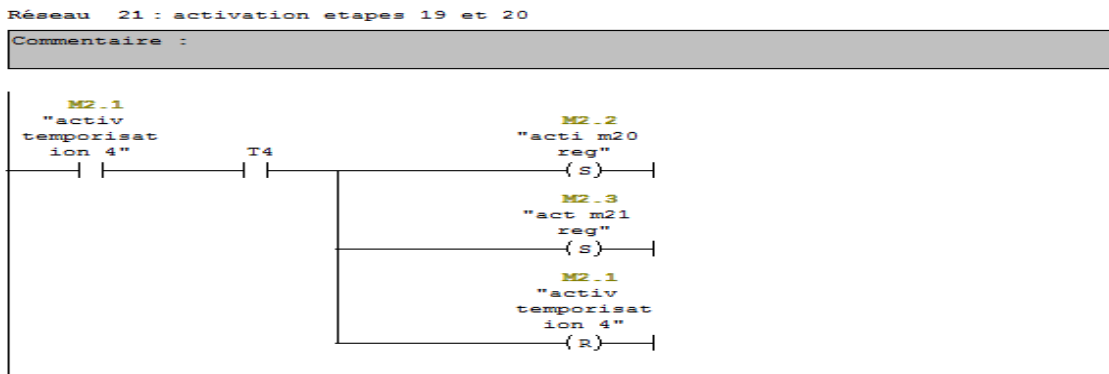 Réseau 21 : activation etapes 19 et 20
Commentaire :
M2.1
"activ
temporisat
ion 4"
T4
M2.2
"acti m20
reg"
S
M2.3
"act m21
reg"
S
M2.1
"activ
temporisat
ion 4"
R